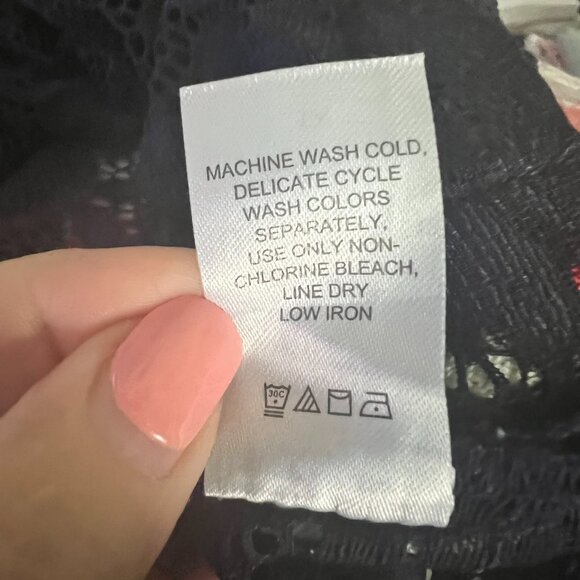 MACHINE WASH COLD,
DELICATE CYCLE
WASH COLORS
SEPARATELY,
USE ONLY NON-
CHLORINE BLEACH,
LINE DRY
LOW IRON
30C